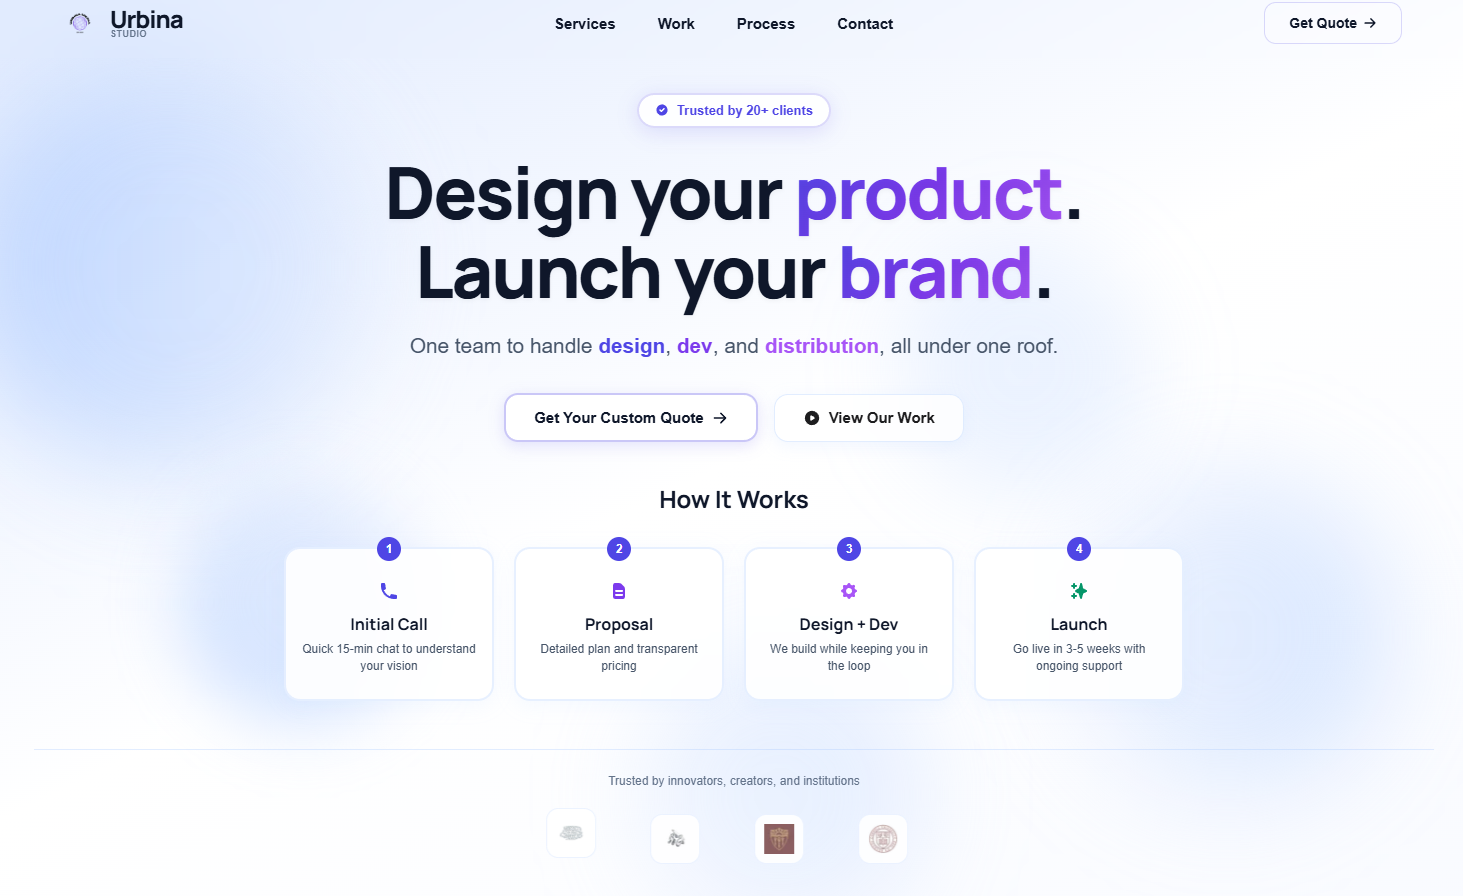 Urbina
STUDIO
Services Work Process Contact
Get Quote →
Trusted by 20+ clients
Design your product.
Launch your brand.
One team to handle design, dev, and distribution, all under one roof.
Get Your Custom Quote →
View Our Work
How It Works
1
Initial Call
Quick 15-min chat to understand
your vision
2
Proposal
Detailed plan and transparent
pricing
3
Design + Dev
We build while keeping you in
the loop
4
Launch
Go live in 3-5 weeks with
ongoing support
Trusted by innovators, creators, and institutions